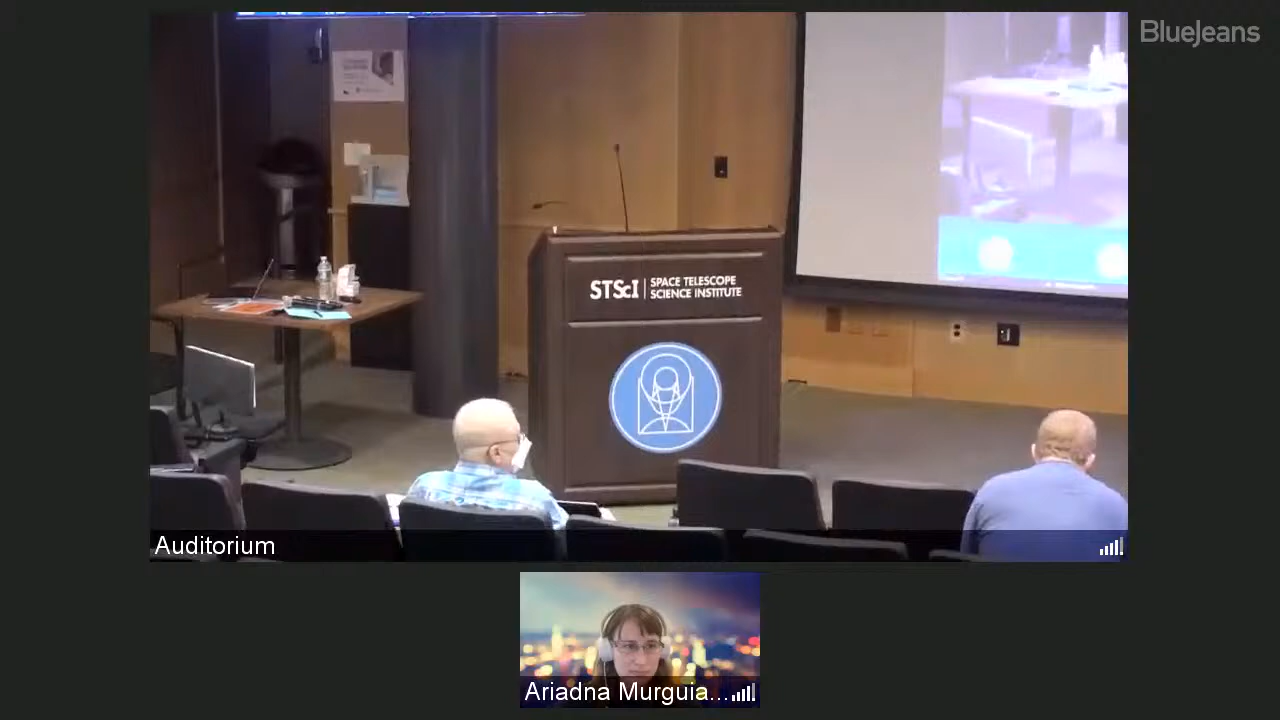 BlueJeans
STScI | SPACE TELESCOPE
SCIENCE INSTITUTE
Auditorium
Ariadna Murguia...